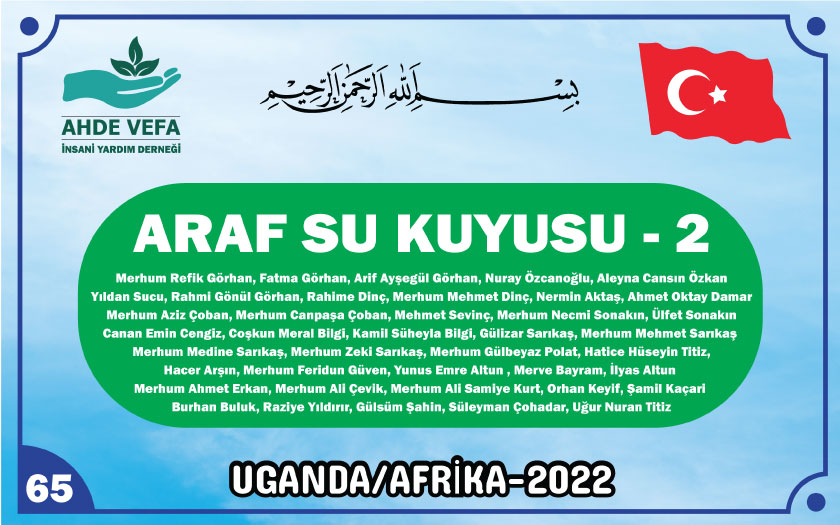 AHDE VEFA
İNSANİ YARDIM DERNEĞİ
بِسْــــــمِ اللهِ الرَّحْمٰنِ الرَّحِيمِ
ARAF SU KUYUSU - 2
Merhum Refik Görhan, Fatma Görhan, Arif Ayşegül Görhan, Nuray Özcanoğlu, Aleyna Cansın Özkan
Yıldan Sucu, Rahmi Gönül Görhan, Rahime Dinç, Merhum Mehmet Dinç, Nermin Aktaş, Ahmet Oktay Damar
Merhum Aziz Çoban, Merhum Canpaşa Çoban, Mehmet Sevinç, Merhum Necmi Sonakın, Ülfet Sonakın
Canan Emin Cengiz, Coşkun Meral Bilgi, Kamil Süheyla Bilgi, Gülizar Sarıkaş, Merhum Mehmet Sarıkaş
Merhum Medine Sarıkaş, Merhum Zeki Sarıkaş, Merhum Gülbeyaz Polat, Hatice Hüseyin Titiz,
Hacer Arşın, Merhum Feridun Güven, Yunus Emre Altun , Merve Bayram, İlyas Altun
Merhum Ahmet Erkan, Merhum Ali Çevik, Merhum Ali Samiye Kurt, Orhan Keyif, Şamil Kaçari
Burhan Buluk, Raziye Yıldırır, Gülsüm Şahin, Süleyman Çohadar, Uğur Nuran Titiz
65
UGANDA/AFRİKA-2022